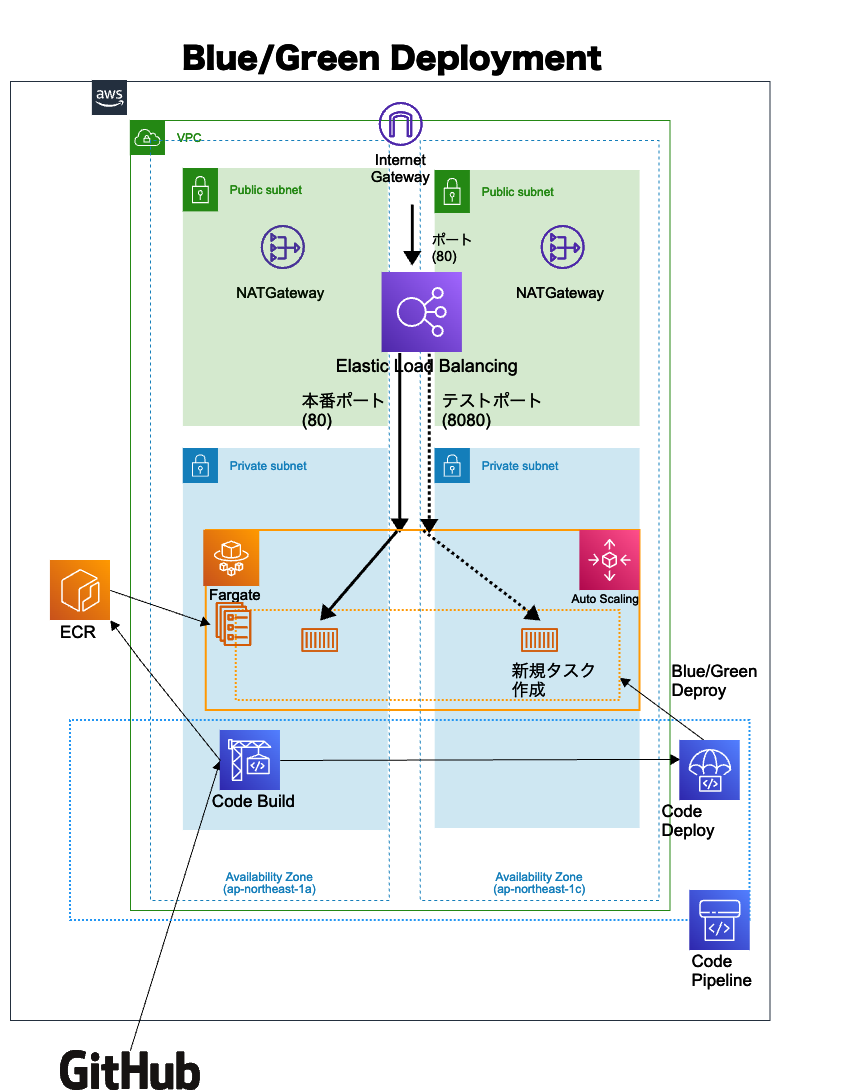 Blue/Green Deployment
aws
VPC
Internet
Gateway
Public subnet
Public subnet
ポート
(80)
NATGateway
NATGateway
Elastic Load Balancing
本番ポート
(80)
テストポート
(8080)
Private subnet
Private subnet
Fargate
Auto Scaling
ECR
新規タスク
作成
Blue/Green
Deproy
Code Build
Code
Deploy
Availability Zone
(ap-northeast-1a)
Availability Zone
(ap-northeast-1c)
Code
Pipeline
GitHub